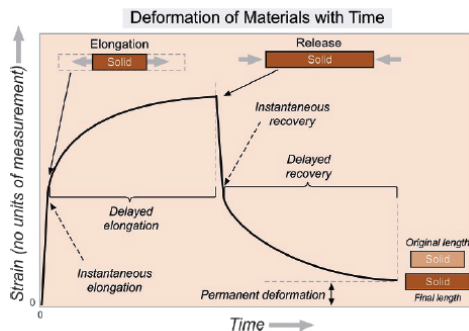 Deformation of Materials with Time
Elongation
Solid
Release
Solid
Instantaneous
recovery
Delayed
recovery
Delayed
elongation
Instantaneous
elongation
Permanent deformation
Original length
Solid
Solid
Final length
Strain (no units of measurement)
0
0
Time